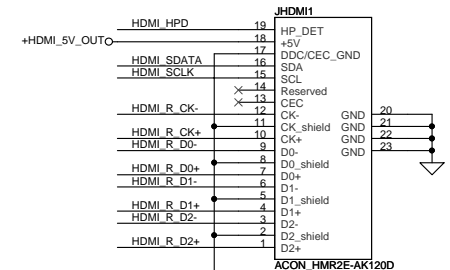 JHDMI1
HDMI_HPD 19 HP_DET
+HDMI_5V_OUT 18 +5V
17 DDC/CEC_GND
HDMI_SDATA 16 SDA
HDMI_SCLK 15 SCL
14 Reserved
13 CEC
HDMI_R_CK- 12 CK- GND 20
11 CK_shield GND 21
HDMI_R_CK+ 10 CK+ GND 22
HDMI_R_D0- 9 D0- GND 23
8 D0_shield
HDMI_R_D0+ 7 D0+
HDMI_R_D1- 6 D1-
5 D1_shield
HDMI_R_D1+ 4 D1+
HDMI_R_D2- 3 D2-
2 D2_shield
HDMI_R_D2+ 1 D2+
ACON_HMR2E-AK120D